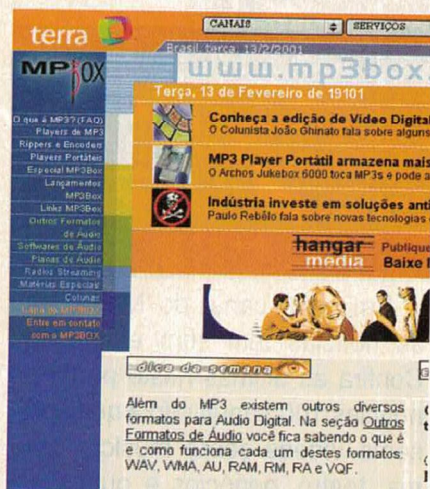 terra
CANAIS
SERVIÇOS
Brasil, terça, 13/2/2001
MPBOX
www.mp3box.
Terça, 13 de Fevereiro de 19101
O que é MP3?(FAQ)
Players de MP3
Rippers e Encoders
Players Portáteis
Especial MP3Box
Lançamentos
MP3Box
Links MP3Box
Outros Formatos
de Áudio
Softwares de Áudio
Placas de Áudio
Rádios Streaming
Matérias Especiais
Colunas
Capa do MP3BOX
Entre em contato
com o MP3BOX
Conheça a edição de Vídeo Digital
O Colunista João Ghinato fala sobre alguns
MP3 Player Portátil armazena mais
O Archos Jukebox 6000 toca MP3s e pode a
Indústria investe em soluções anti
Paulo Rebêlo fala sobre novas tecnologias
hangar
media
Publique
Baixe
dica da semana
Além do MP3 existem outros diversos
formatos para Áudio Digital. Na seção Outros
Formatos de Áudio você fica sabendo o que é
e como funciona cada um destes formatos:
WAV, WMA, AU, RAM, RM, RA e VQF.